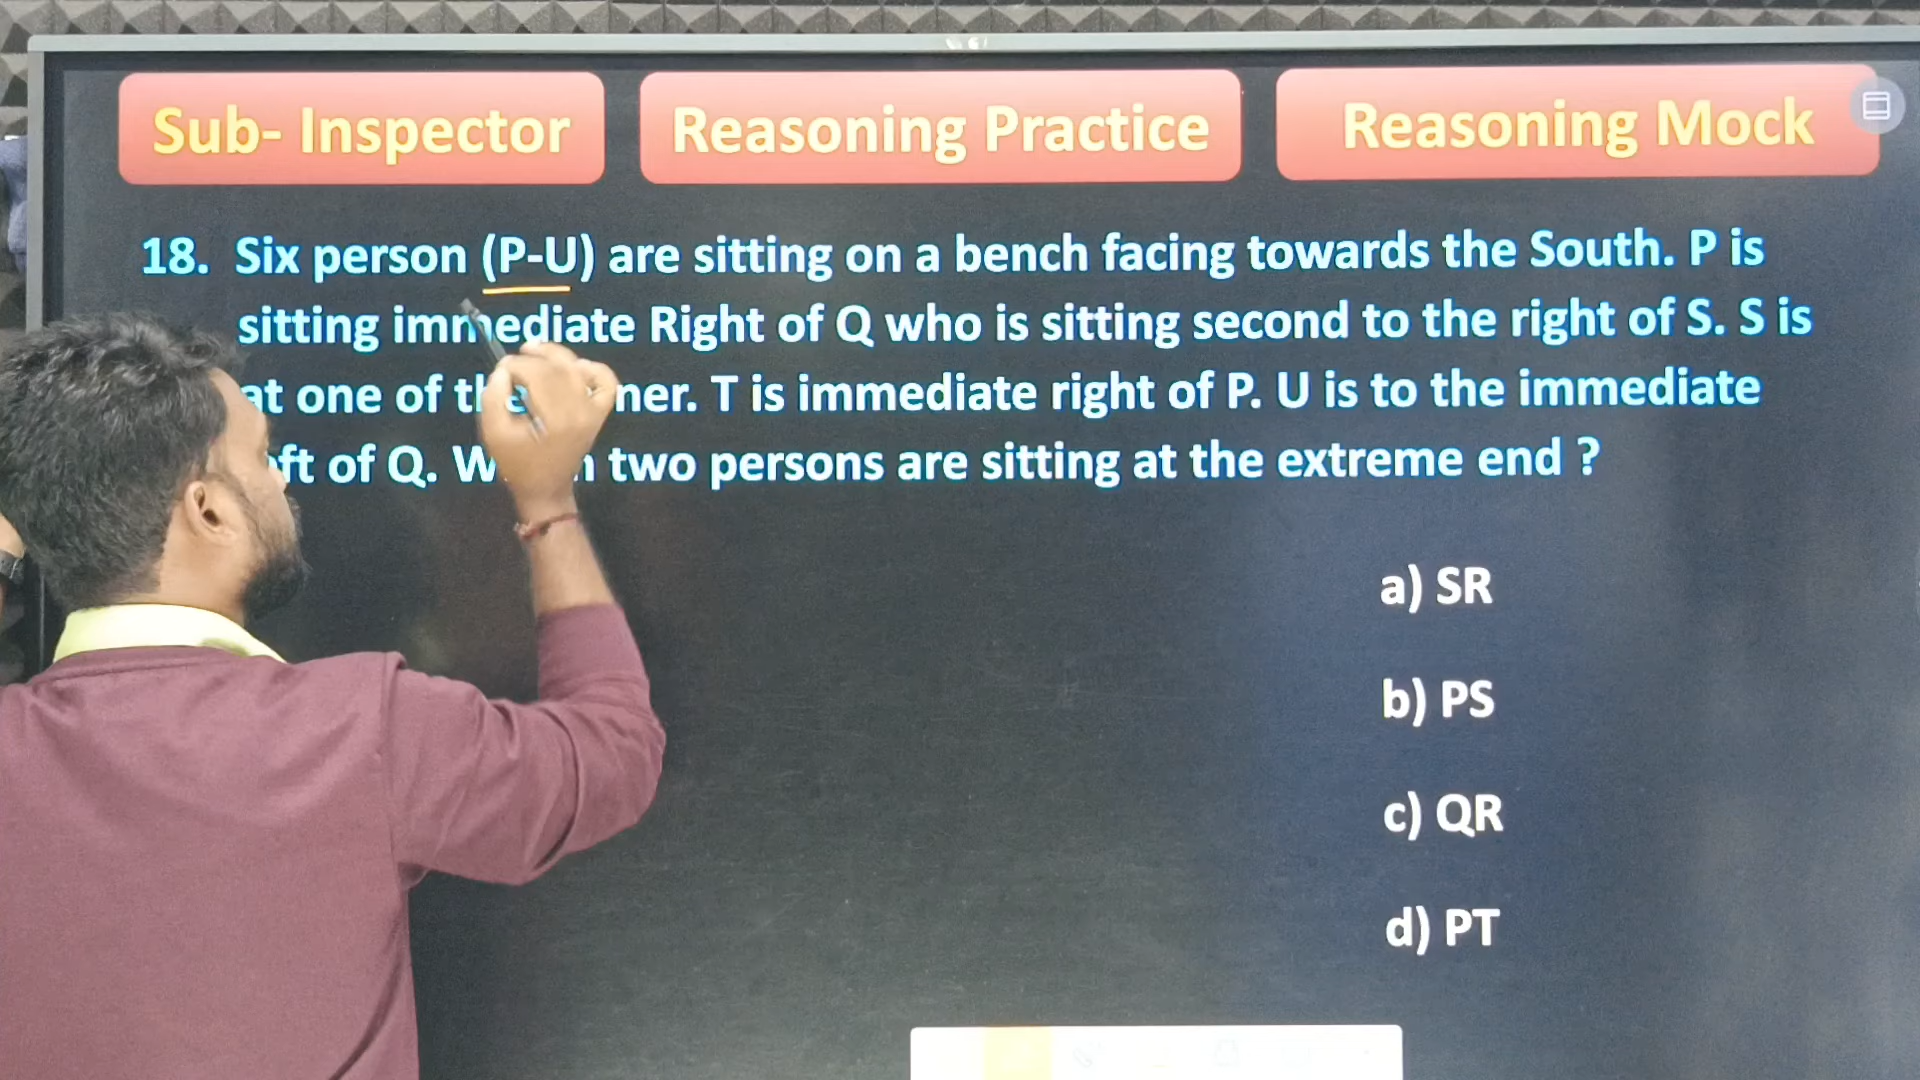 Sub- Inspector
Reasoning Practice
Reasoning Mock
18. Six person (P-U) are sitting on a bench facing towards the South. P is
sitting immediate Right of Q who is sitting second to the right of S. S is
at one of the ner. T is immediate right of P. U is to the immediate
ft of Q. two persons are sitting at the extreme end ?
a) SR
b) PS
c) QR
d) PT